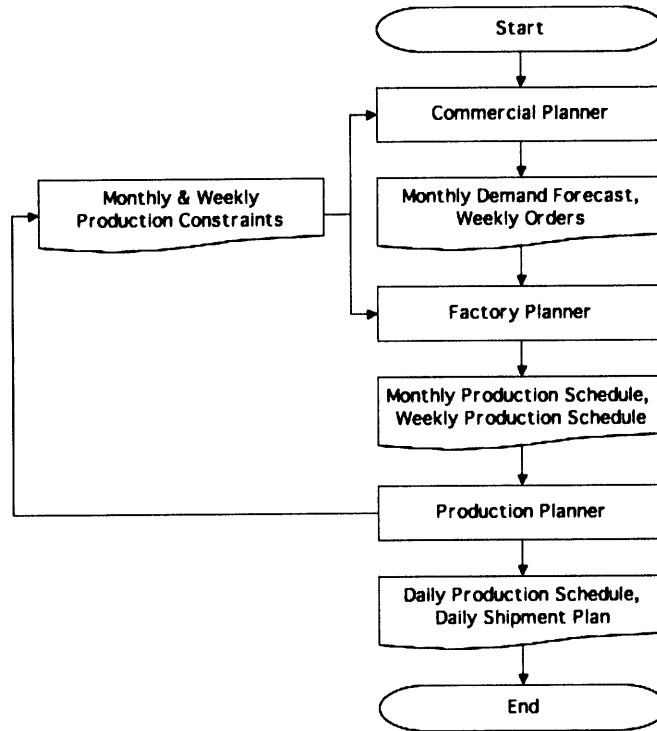 Start
Commercial Planner
Monthly & Weekly
Production Constraints
Monthly Demand Forecast,
Weekly Orders
Factory Planner
Monthly Production Schedule,
Weekly Production Schedule
Production Planner
Daily Production Schedule,
Daily Shipment Plan
End